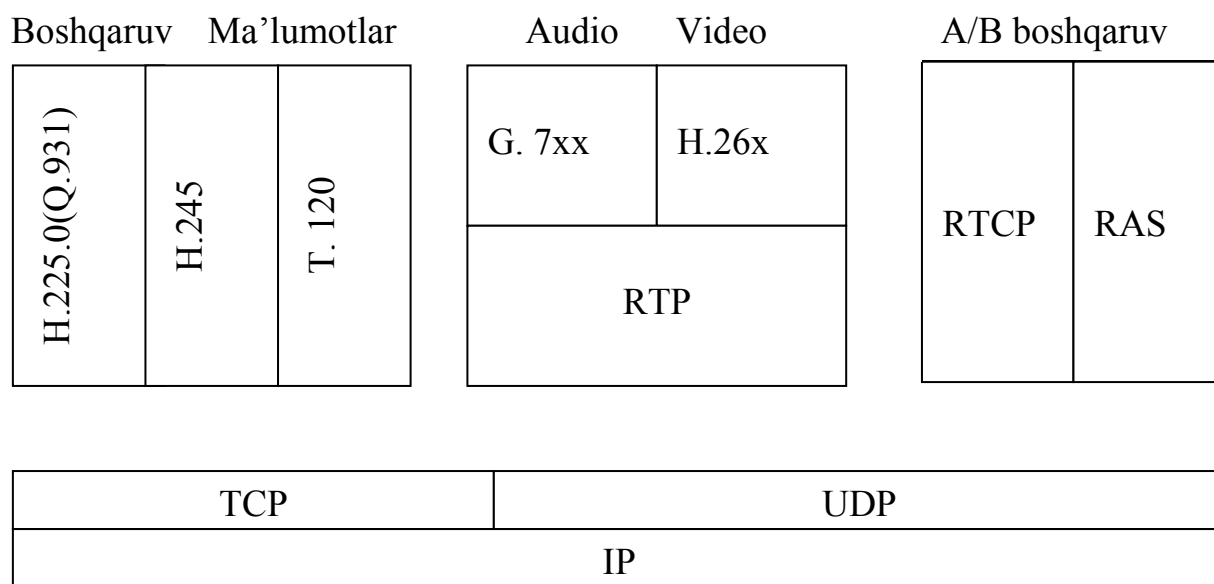 Boshqaruv Ma’lumotlar Audio Video A/B boshqaruv
H.225.0(Q.931)
H.245
T. 120
G. 7xx
H.26x
RTP
RTCP
RAS
TCP
UDP
IP